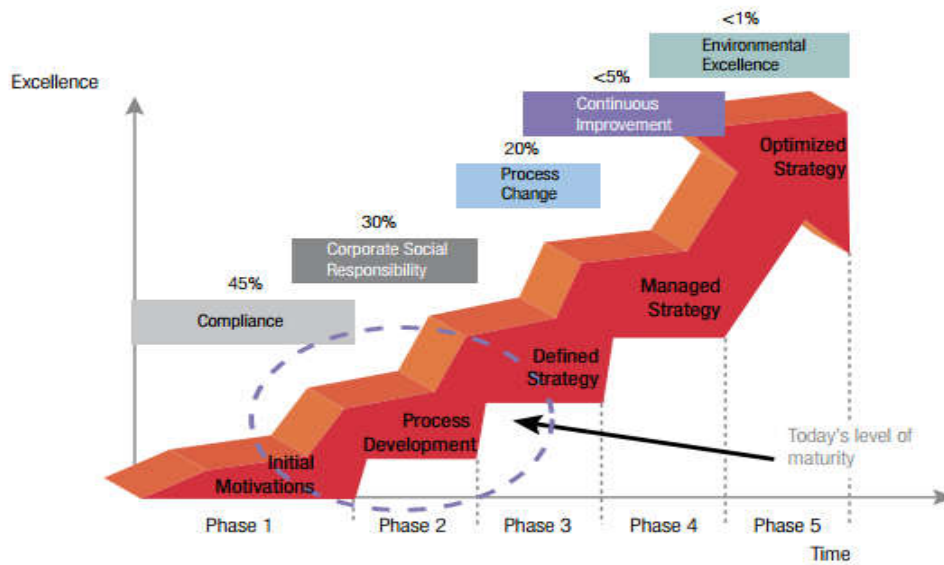 <1%
Environmental
Excellence
Excellence
<5%
Continuous
Improvement
Optimized
Strategy
20%
Process
Change
30%
Corporate Social
Responsibility
Managed
Strategy
45%
Compliance
Defined
Strategy
Process
Development
Today's level of
maturity
Initial
Motivations
Phase 1
Phase 2
Phase 3
Phase 4
Phase 5
Time